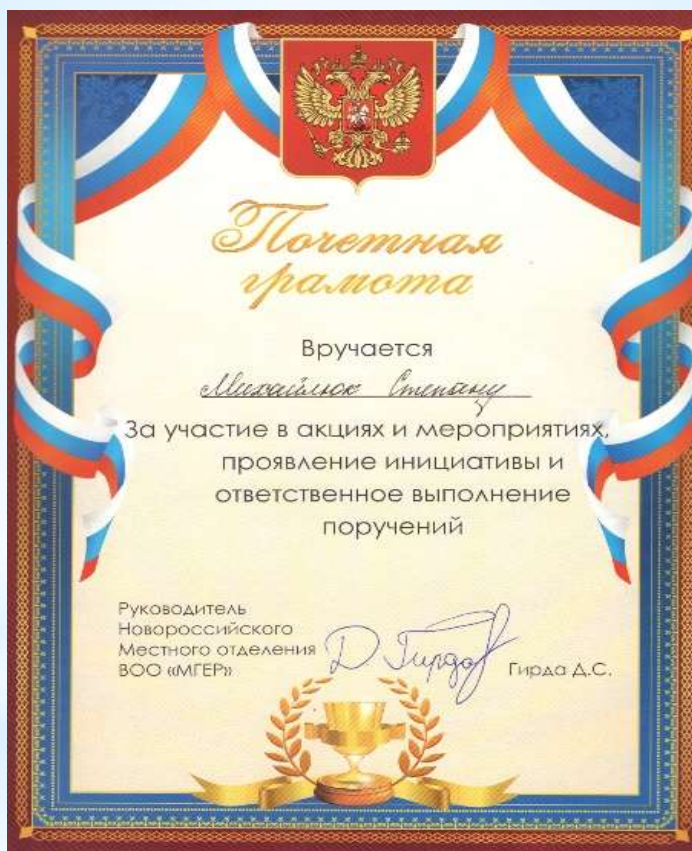 Почетная
грамота
Вручается
Михайлюк Степану
За участие в акциях и мероприятиях,
проявление инициативы и
ответственное выполнение
поручений
Руководитель
Новороссийского
Местного отделения
ВОО «МГЕР»
Д Гирда
Гирда Д.С.